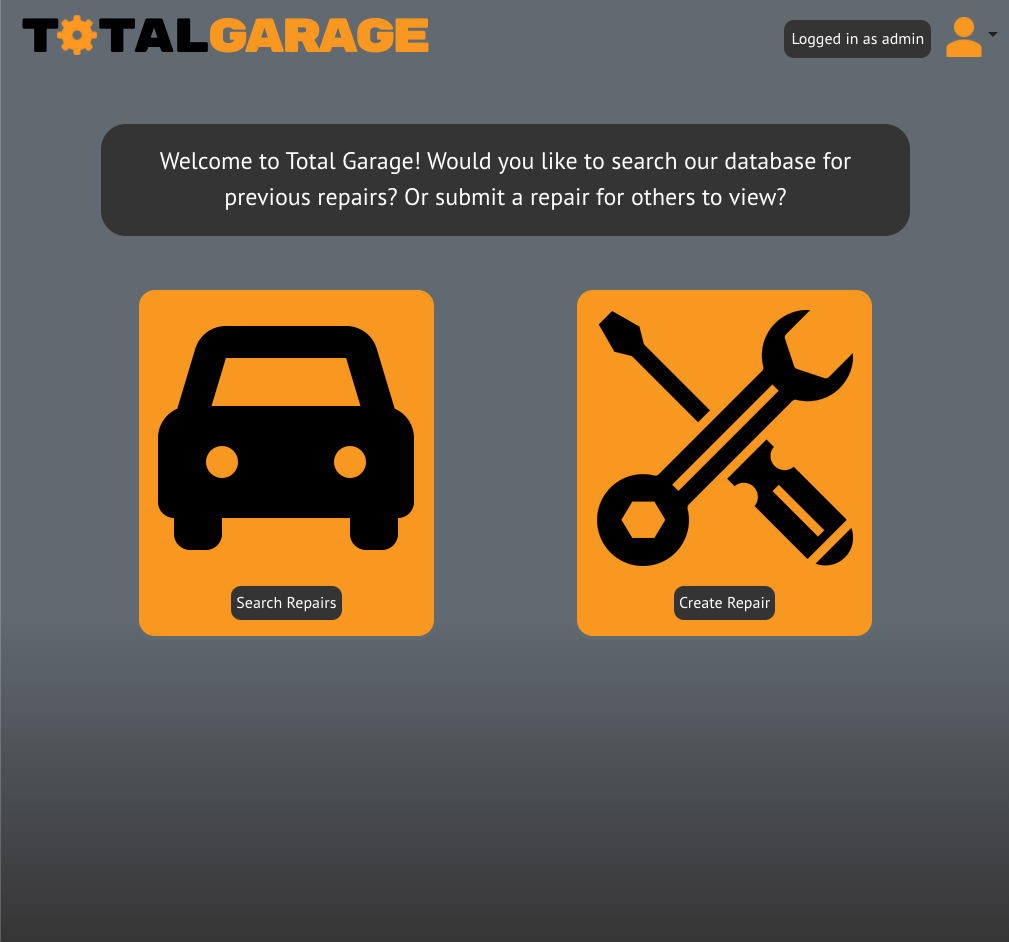 TOTALGARAGE
Logged in as admin
Welcome to Total Garage! Would you like to search our database for
previous repairs? Or submit a repair for others to view?
Search Repairs
Create Repair